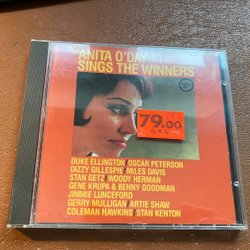 ANITA O'DAY
SINGS THE WINNERS
79.00
DUKE ELLINGTON/OSCAR PETERSON
DIZZY GILLESPIE/MILES DAVIS
STAN GETZ/WOODY HERMAN
GENE KRUPA & BENNY GOODMAN
JIMMIE LUNCEFORD
GERRY MULLIGAN/ARTIE SHAW
COLEMAN HAWKINS/STAN KENTON